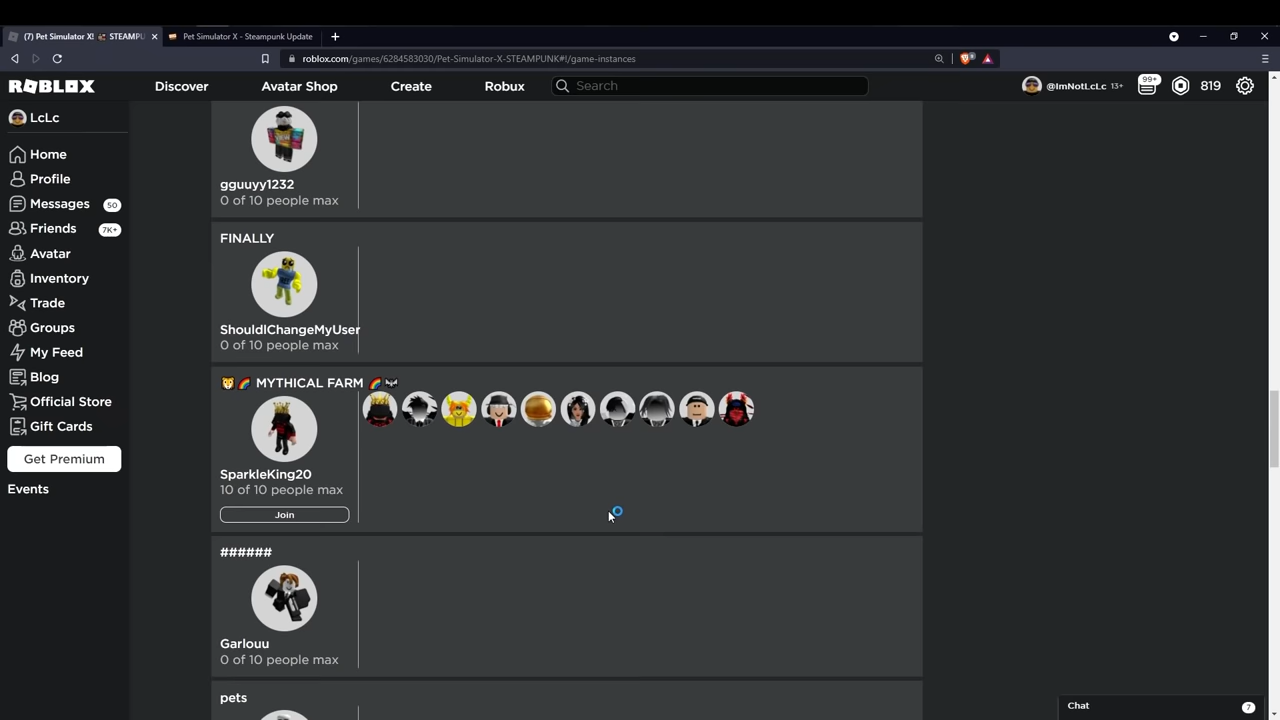 (7) Pet Simulator X! 🐅 STEAMPU
Pet Simulator X - Steampunk Update
roblox.com/games/6284583030/Pet-Simulator-X-STEAMPUNK#!/game-instances
ROBLOX
Discover
Avatar Shop
Create
Robux
Search
@ImNotLcLc 13+
99+
819
LcLc
Home
Profile
Messages 50
Friends 7K+
Avatar
Inventory
Trade
Groups
My Feed
Blog
Official Store
Gift Cards
Get Premium
Events
gguuyy1232
0 of 10 people max
FINALLY
ShouldIChangeMyUser
0 of 10 people max
🐯🌈 MYTHICAL FARM 🌈🦝
SparkleKing20
10 of 10 people max
Join
######
Garlouu
0 of 10 people max
pets
Chat 7